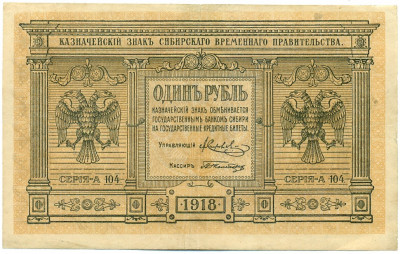 КАЗНАЧЕЙСКІЙ ЗНАКЪ СИБИРСКАГО ВРЕМЕННАГО ПРАВИТЕЛЬСТВА.
ОДИНЪ РУБЛЬ
КАЗНАЧЕЙСКІЙ ЗНАКЪ ОБМѢНИВАЕТСЯ
ГОСУДАРСТВЕННЫМЪ БАНКОМЪ СИБИРИ
НА ГОСУДАРСТВЕННЫЕ КРЕДИТНЫЕ БИЛЕТЫ.
УПРАВЛЯЮЩІЙ
КАССИРЪ
СЕРІЯ-А 104.
СЕРІЯ-А 104.
1918